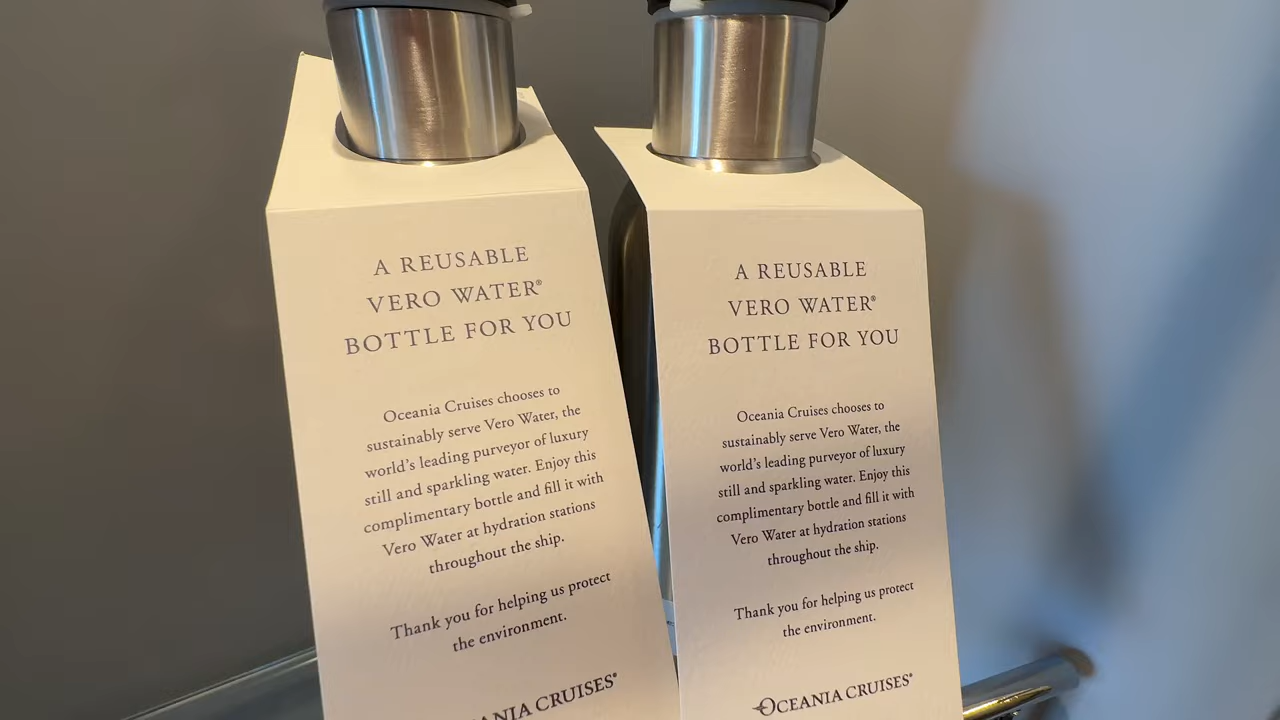 A REUSABLE
VERO WATER®
BOTTLE FOR YOU
Oceania Cruises chooses to
sustainably serve Vero Water, the
world's leading purveyor of luxury
still and sparkling water. Enjoy this
complimentary bottle and fill it with
Vero Water at hydration stations
throughout the ship.
Thank you for helping us protect
the environment.
ANIA CRUISES®
A REUSABLE
VERO WATER®
BOTTLE FOR YOU
Oceania Cruises chooses to
sustainably serve Vero Water, the
world's leading purveyor of luxury
still and sparkling water. Enjoy this
complimentary bottle and fill it with
Vero Water at hydration stations
throughout the ship.
Thank you for helping us protect
the environment.
OCEANIA CRUISES®